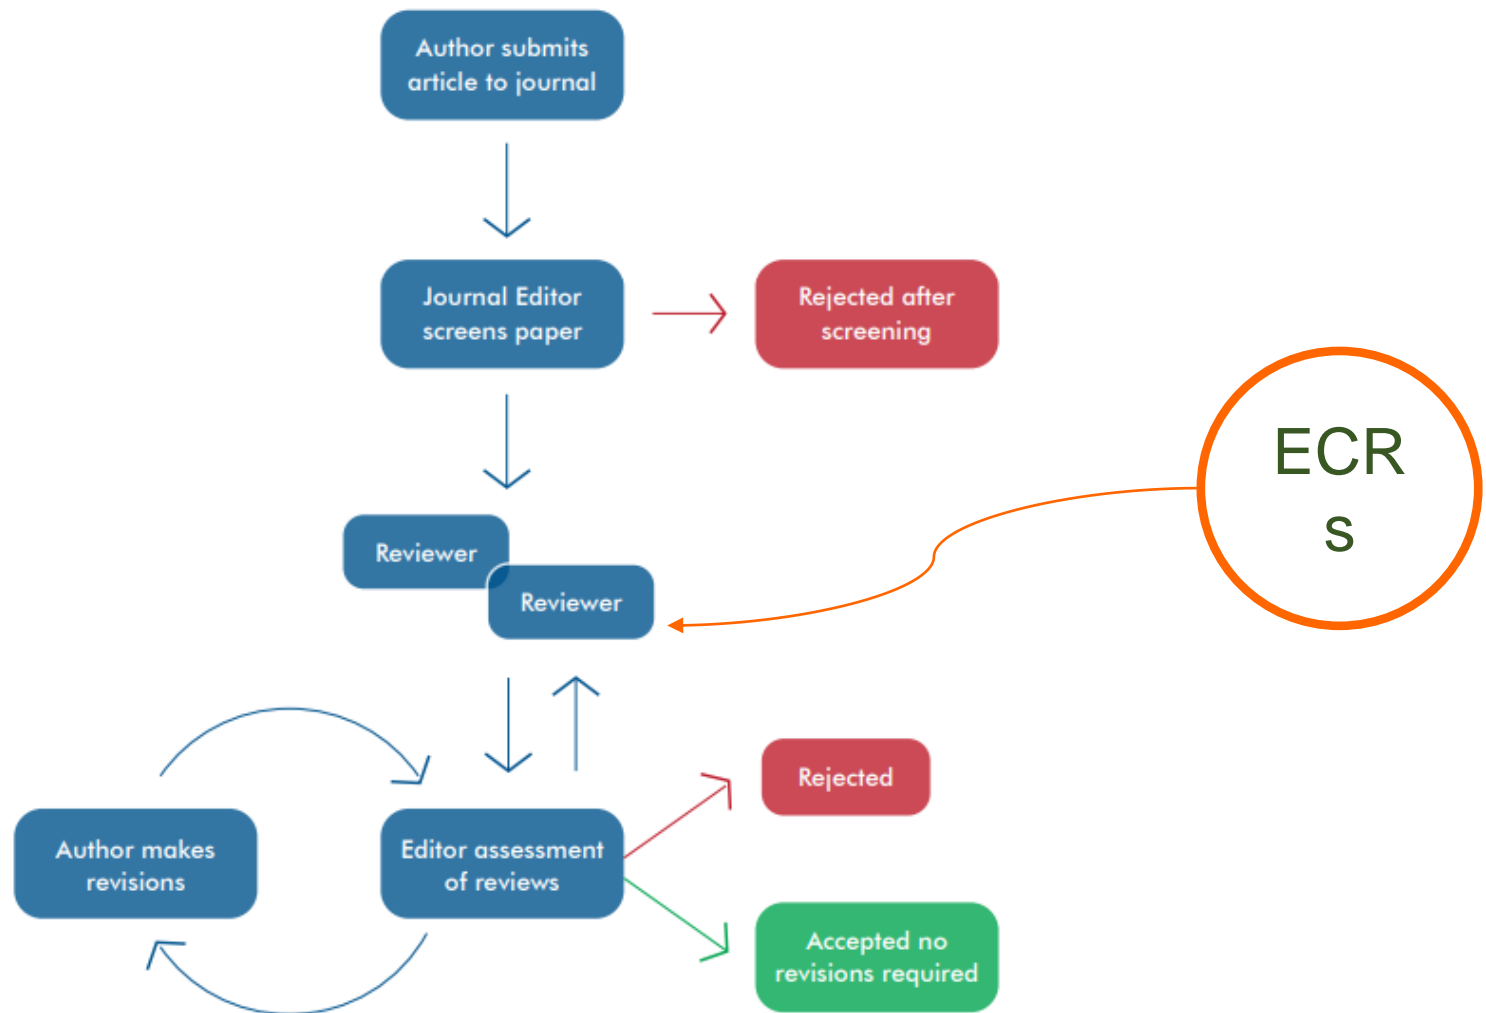 Author submits
article to journal
Journal Editor
screens paper
Rejected after
screening
ECR
s
Reviewer
Reviewer
Rejected
Author makes
revisions
Editor assessment
of reviews
Accepted no
revisions required